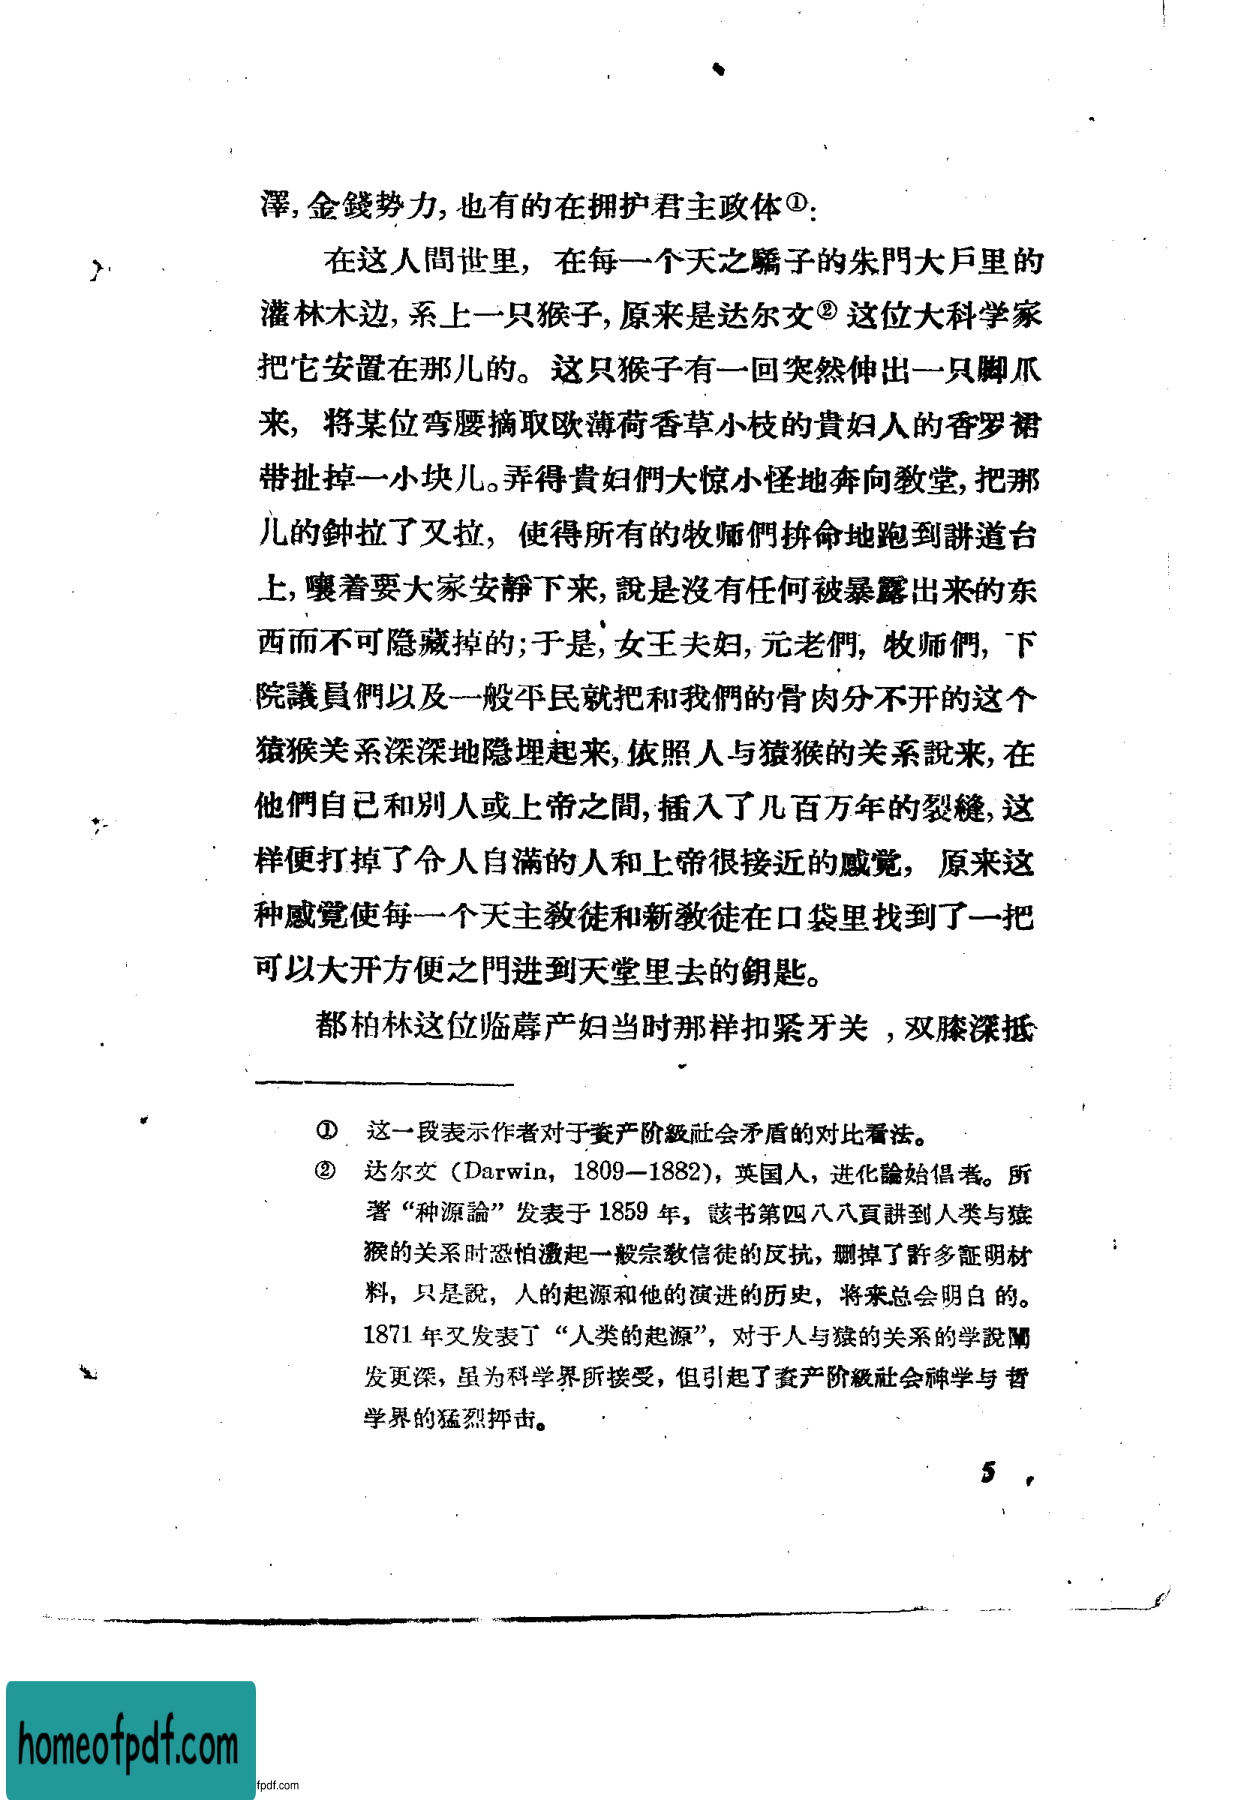 澤,金錢势力,也有的在拥护君主政体①:
在这人間世里,在每一个天之驕子的朱門大戶里的
灌林木边,系上一只猴子,原来是达尔文②这位大科学家
把它安置在那儿的。这只猴子有一回突然伸出一只脚爪
来,将某位弯腰摘取欧薄荷香草小枝的貴妇人的香罗裙
带扯掉一小块儿。弄得貴妇們大惊小怪地奔向教堂,把那
儿的鈡拉了又拉,使得所有的牧师們拚命地跑到講道台
上,嚷着要大家安靜下来,說是沒有任何被暴露出来的东
西而不可隐藏掉的;于是,女王夫妇,元老們,牧师們,下
院議員們以及一般平民就把和我們的骨肉分不开的这个
猿猴关系深深地隐埋起来,依照人与猿猴的关系說来,在
他們自己和別人或上帝之間,插入了几百万年的裂縫,这
样便打掉了令人自滿的人和上帝很接近的感覚,原来这
种感覚使每一个天主教徒和新教徒在口袋里找到了一把
可以大开方便之門进到天堂里去的鈅匙。
都柏林这位临蓐产妇当时那样扣紧牙关,双膝深抵
① 这一段表示作者对于資产阶級社会矛盾的对比看法。
② 达尔文(Darwin, 1809—1882),英国人,进化論始倡者。所
著“种源論”发表于1859年,該书第四八八頁講到人类与猿
猴的关系时恐怕激起一般宗教信徒的反抗,删掉了許多証明材
料,只是說,人的起源和他的演进的历史,将来总会明白的。
1871年又发表了“人类的起源”,对于人与猿的关系的学說闡
发更深,虽为科学界所接受,但引起了資产阶級社会神学与哲
学界的猛烈抨击。
5
homeofpdf.com
fpdf.com